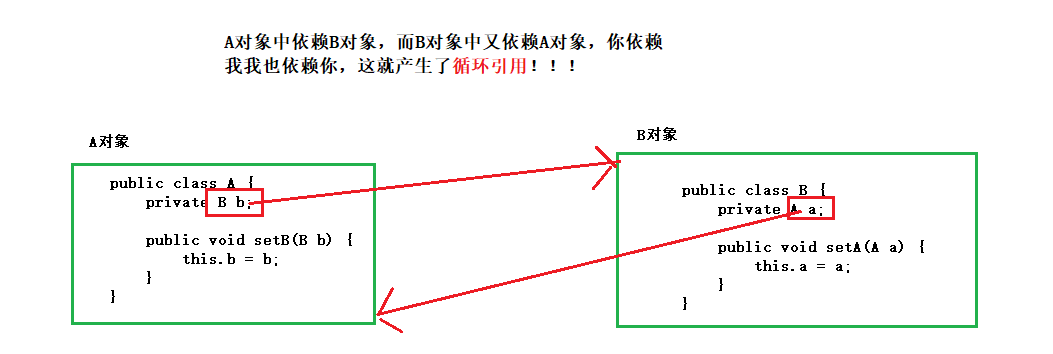 A对象中依赖B对象，而B对象中又依赖A对象，你依赖
我我也依赖你，这就产生了循环引用！！！
A对象
public class A {
private B b;
public void setB(B b) {
this.b = b;
}
}
B对象
public class B {
private A a;
public void setA(A a) {
this.a = a;
}
}